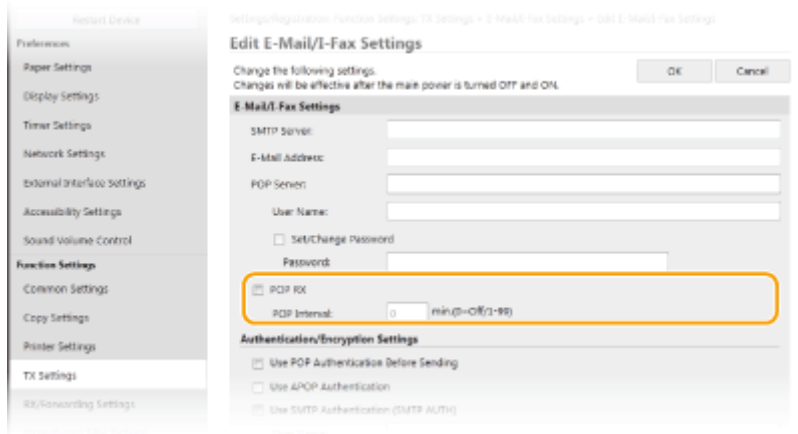 Restart Device
Settings/Registration: Function Settings: TX Settings > E-Mail/I-Fax Settings > Edit E-Mail/I-Fax Settings
Preferences
Paper Settings
Display Settings
Timer Settings
Network Settings
External Interface Settings
Accessibility Settings
Sound Volume Control
Function Settings
Common Settings
Copy Settings
Printer Settings
TX Settings
RX/Forwarding Settings
Edit E-Mail/I-Fax Settings
Change the following settings.
Changes will be effective after the main power is turned OFF and ON.
OK
Cancel
E-Mail/I-Fax Settings
SMTP Server:
E-Mail Address:
POP Server:
User Name:
Set/Change Password
Password:
POP RX
POP Interval: 0 min.(0=Off/1-99)
Authentication/Encryption Settings
Use POP Authentication Before Sending
Use APOP Authentication
Use SMTP Authentication (SMTP AUTH)